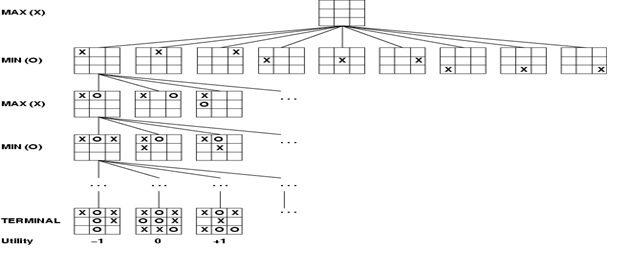 MAX (X)
X X X
MIN (O) X X X
X X X
X O X O X
MAX (X) O ...
X O X X O X O
MIN (O) X X ...
... ... ...
X O X X O X X O X ...
TERMINAL O X O O X X
O X X O X O O
Utility −1 0 +1